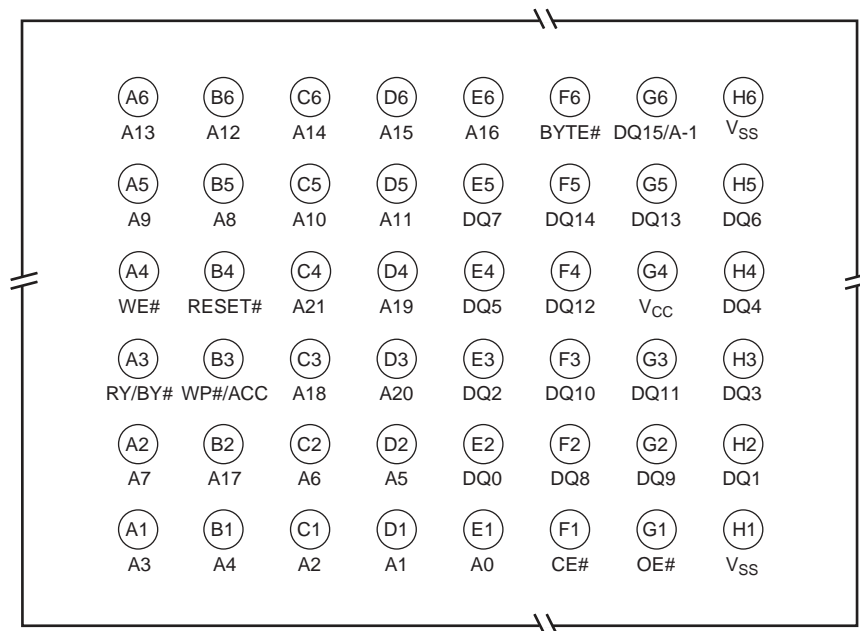 A6 B6 C6 D6 E6 F6 G6 H6
A13 A12 A14 A15 A16 BYTE# DQ15/A-1 VSS
A5 B5 C5 D5 E5 F5 G5 H5
A9 A8 A10 A11 DQ7 DQ14 DQ13 DQ6
A4 B4 C4 D4 E4 F4 G4 H4
WE# RESET# A21 A19 DQ5 DQ12 VCC DQ4
A3 B3 C3 D3 E3 F3 G3 H3
RY/BY# WP#/ACC A18 A20 DQ2 DQ10 DQ11 DQ3
A2 B2 C2 D2 E2 F2 G2 H2
A7 A17 A6 A5 DQ0 DQ8 DQ9 DQ1
A1 B1 C1 D1 E1 F1 G1 H1
A3 A4 A2 A1 A0 CE# OE# VSS